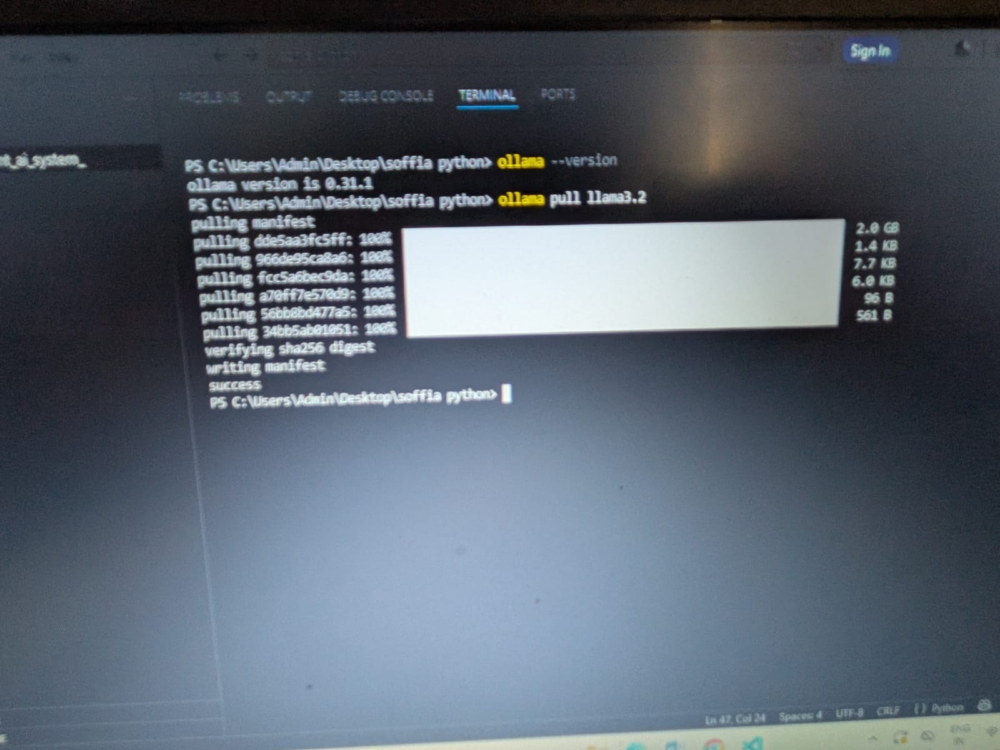 Sign In
PROBLEMS OUTPUT DEBUG CONSOLE TERMINAL PORTS
nt_ai_system_
PS C:\Users\Admin\Desktop\soffia python> ollama --version
ollama version is 0.31.1
PS C:\Users\Admin\Desktop\soffia python> ollama pull llama3.2
pulling manifest
pulling dde5aa3fc5ff: 100% 2.0 GB
pulling 966de95ca8a6: 100% 1.4 KB
pulling fcc5a6bec9da: 100% 7.7 KB
pulling a70ff7e570d9: 100% 6.0 KB
pulling 56bb8bd477a5: 100% 96 B
pulling 34bb5ab01051: 100% 561 B
verifying sha256 digest
writing manifest
success
PS C:\Users\Admin\Desktop\soffia python>
Ln 47, Col 24 Spaces: 4 UTF-8 CRLF { } Python
ENG